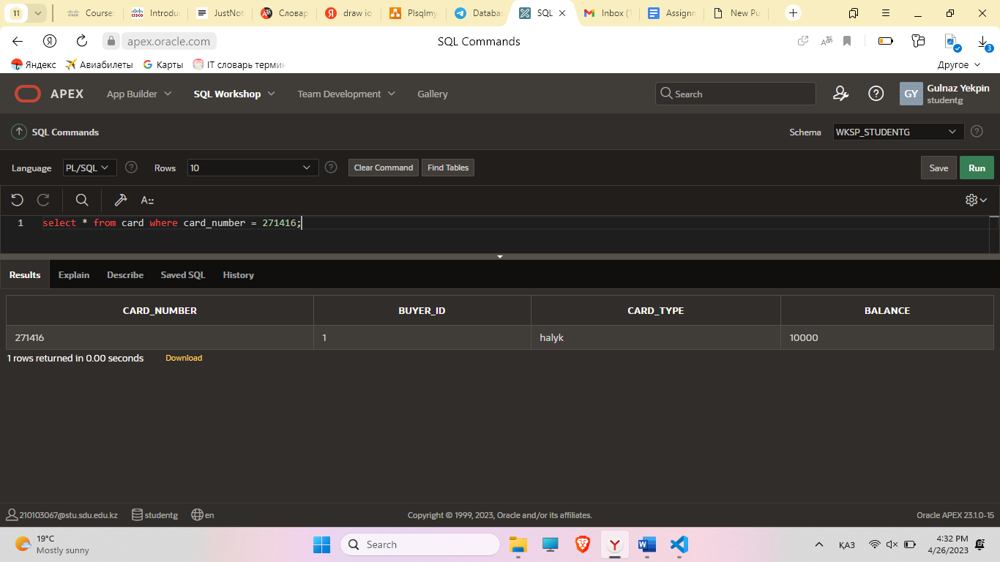 11 Course: Introdu JustNot Словар draw io Plsqlmy Databas SQL Inbox (1 Assignm New Pu
apex.oracle.com SQL Commands 3
Яндекс Авиабилеты Карты IT словарь термин Другое
APEX App Builder SQL Workshop Team Development Gallery Search GY Gulnaz Yekpin
studentg
SQL Commands Schema WKSP_STUDENTG
Language PL/SQL Rows 10 Clear Command Find Tables Save Run
1 select * from card where card_number = 271416;
Results Explain Describe Saved SQL History
CARD_NUMBER BUYER_ID CARD_TYPE BALANCE
271416 1 halyk 10000
1 rows returned in 0.00 seconds Download
210103067@stu.sdu.edu.kz studentg en Copyright © 1999, 2023, Oracle and/or its affiliates. Oracle APEX 23.1.0-15
19°C
Mostly sunny
Search
ҚАЗ
4:32 PM
4/26/2023